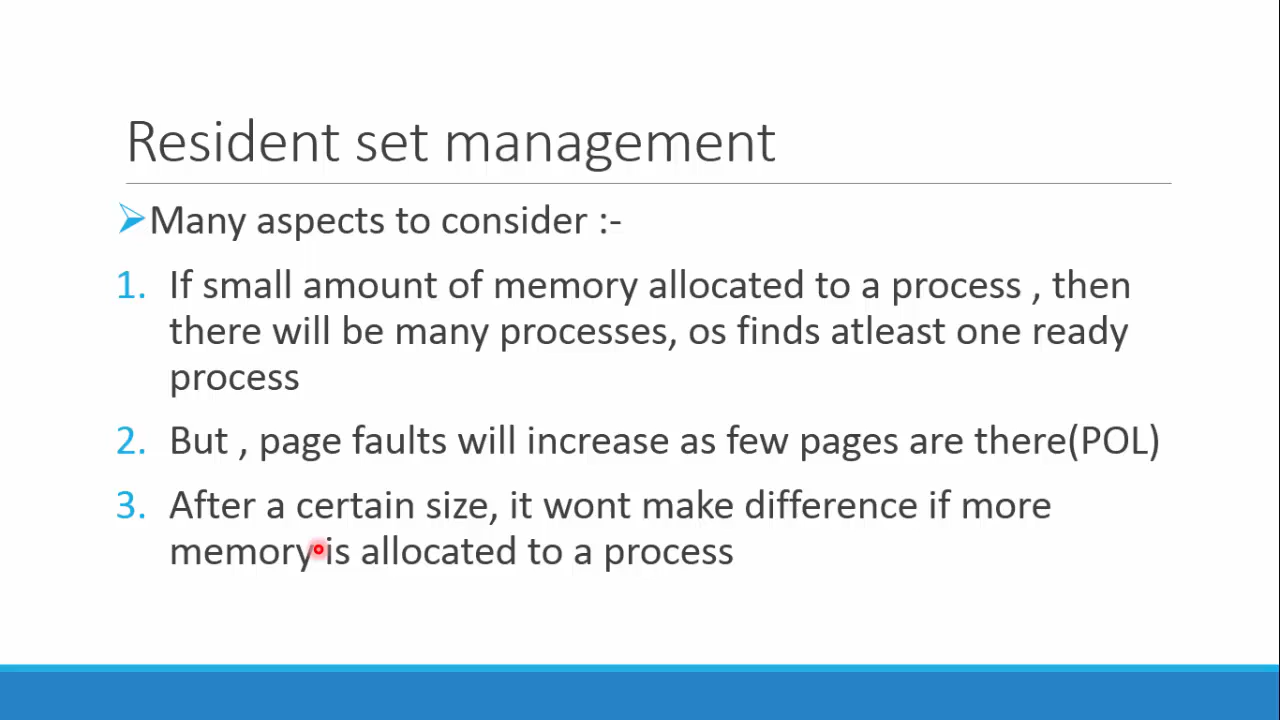 Resident set management
Many aspects to consider :-
1. If small amount of memory allocated to a process , then
there will be many processes, os finds atleast one ready
process
2. But , page faults will increase as few pages are there(POL)
3. After a certain size, it wont make difference if more
memory is allocated to a process